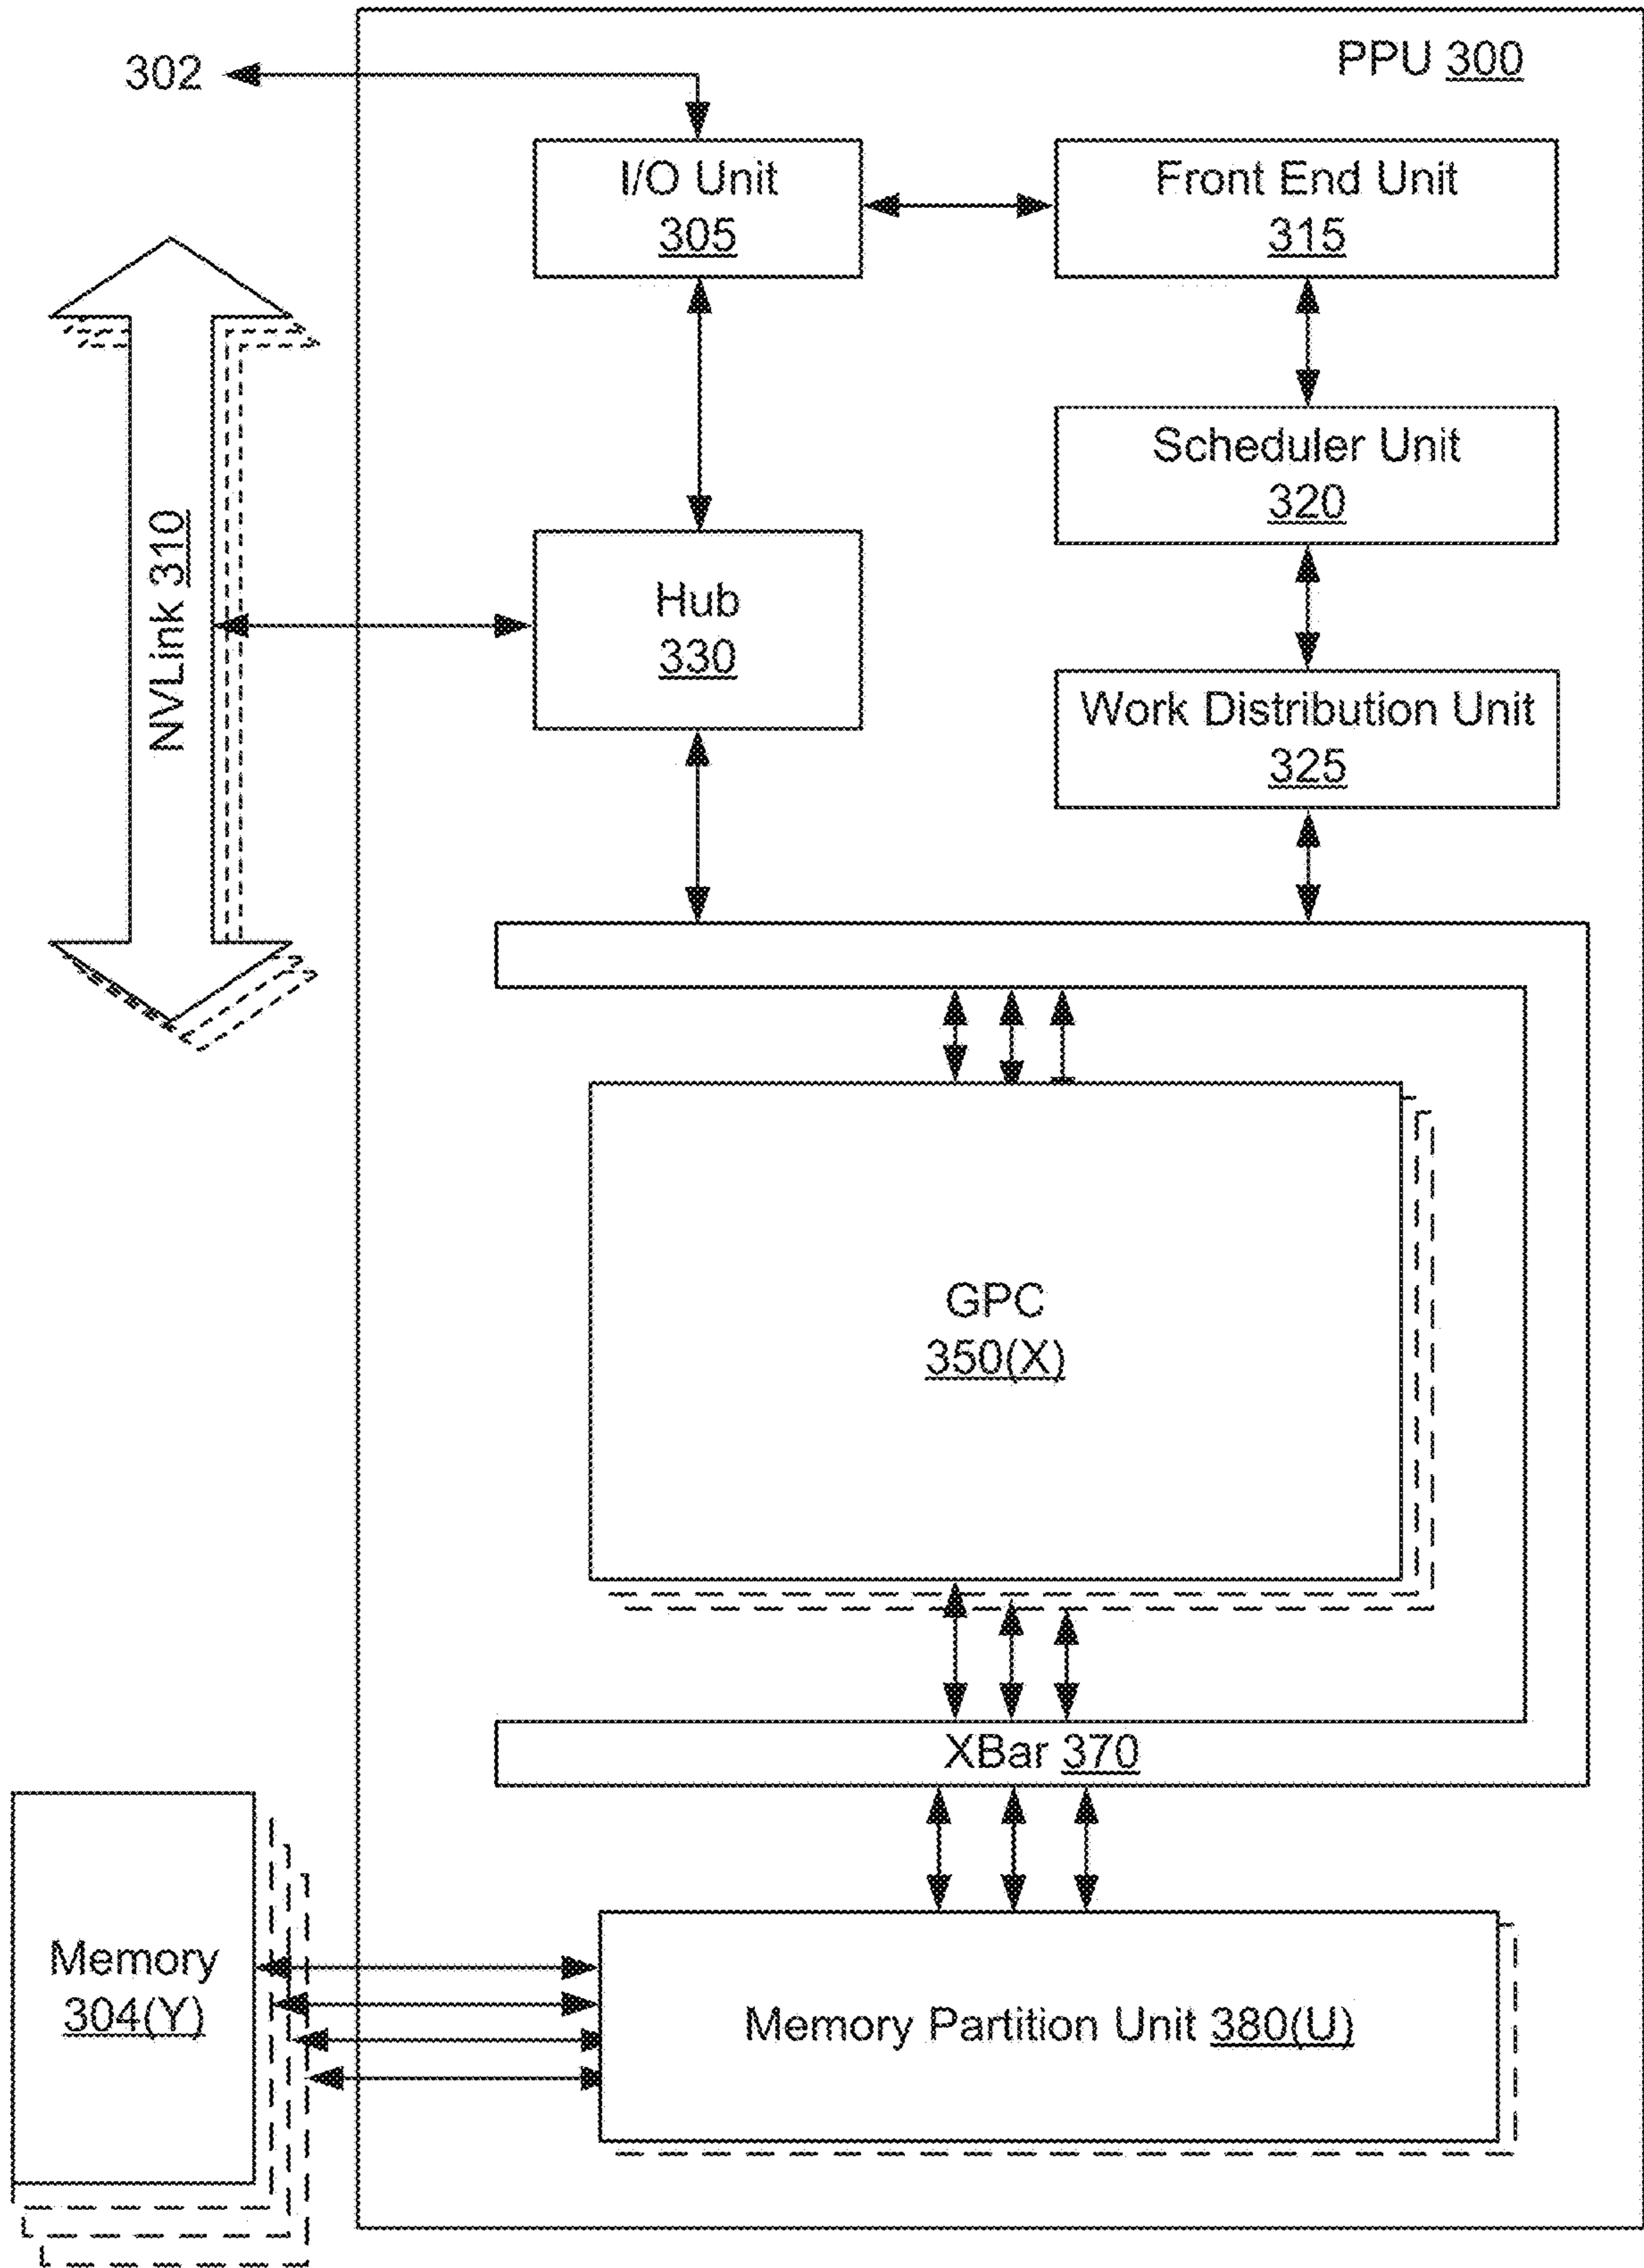 PPU 300
302
I/O Unit
305
Front End Unit
315
Scheduler Unit
320
NVLink 310
Hub
330
Work Distribution Unit
325
GPC
350(X)
XBar 370
Memory
304(Y)
Memory Partition Unit 380(U)